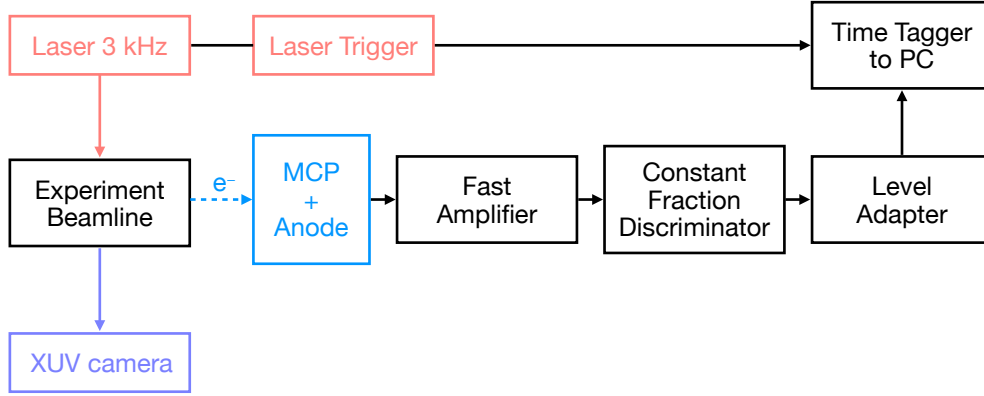 Laser 3 kHz
Laser Trigger
Time Tagger
to PC
Experiment
Beamline
e⁻
MCP
+
Anode
Fast
Amplifier
Constant
Fraction
Discriminator
Level
Adapter
XUV camera